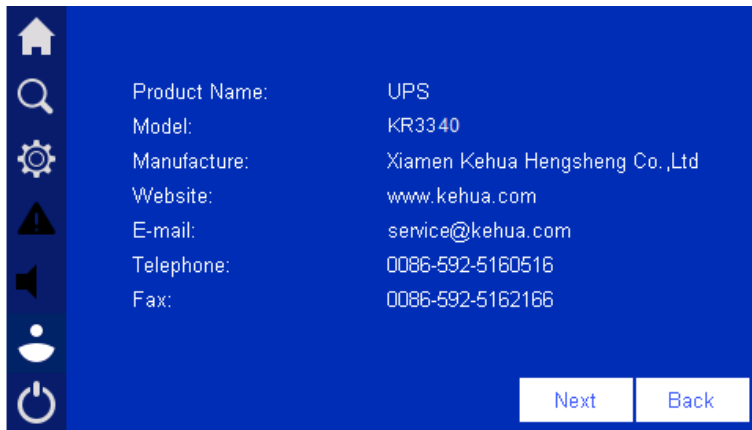 Product Name: UPS
Model: KR3340
Manufacture: Xiamen Kehua Hengsheng Co.,Ltd
Website: www.kehua.com
E-mail: service@kehua.com
Telephone: 0086-592-5160516
Fax: 0086-592-5162166
Next Back